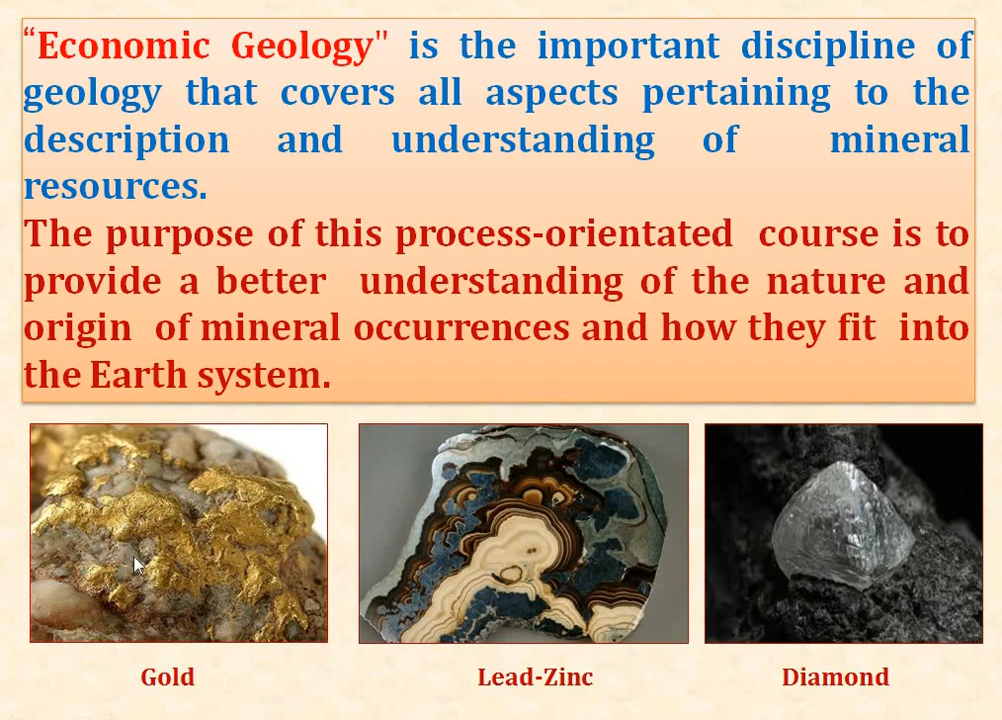 “Economic Geology" is the important discipline of
geology that covers all aspects pertaining to the
description and understanding of mineral
resources.
The purpose of this process-orientated course is to
provide a better understanding of the nature and
origin of mineral occurrences and how they fit into
the Earth system.
Gold
Lead-Zinc
Diamond